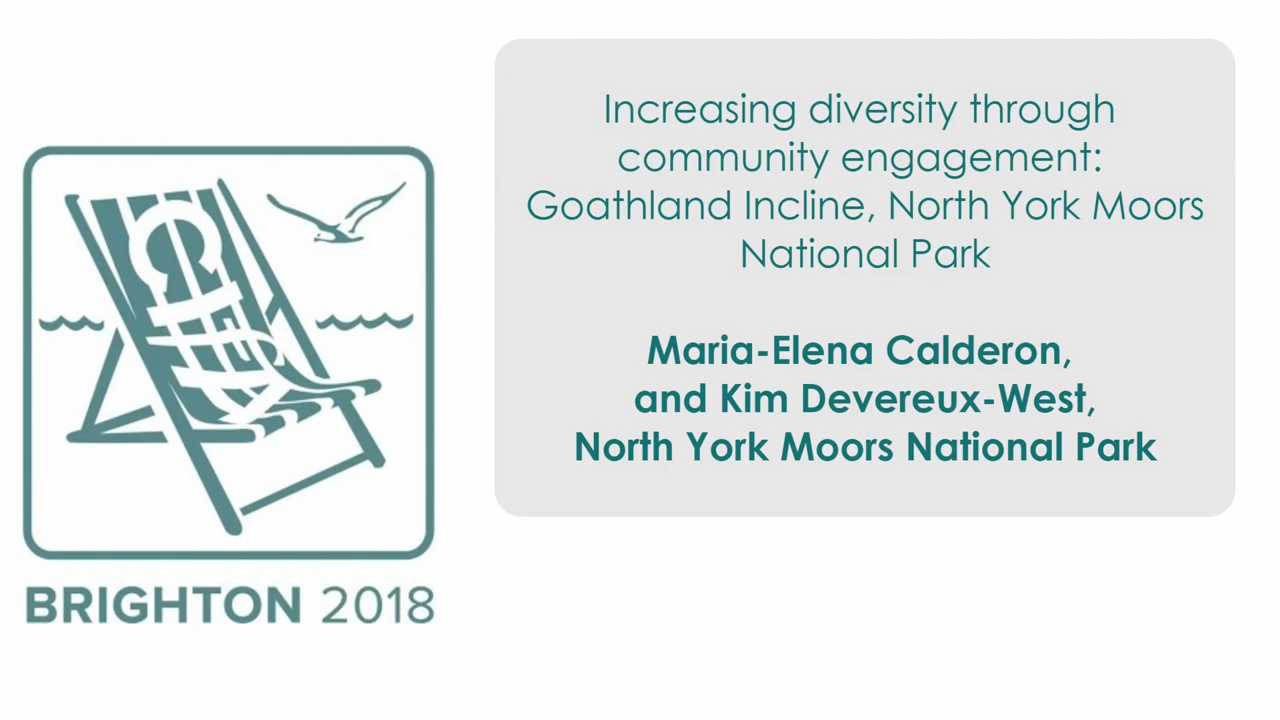 Increasing diversity through
community engagement:
Goathland Incline, North York Moors
National Park
Maria-Elena Calderon,
and Kim Devereux-West,
North York Moors National Park
CIfA
BRIGHTON 2018